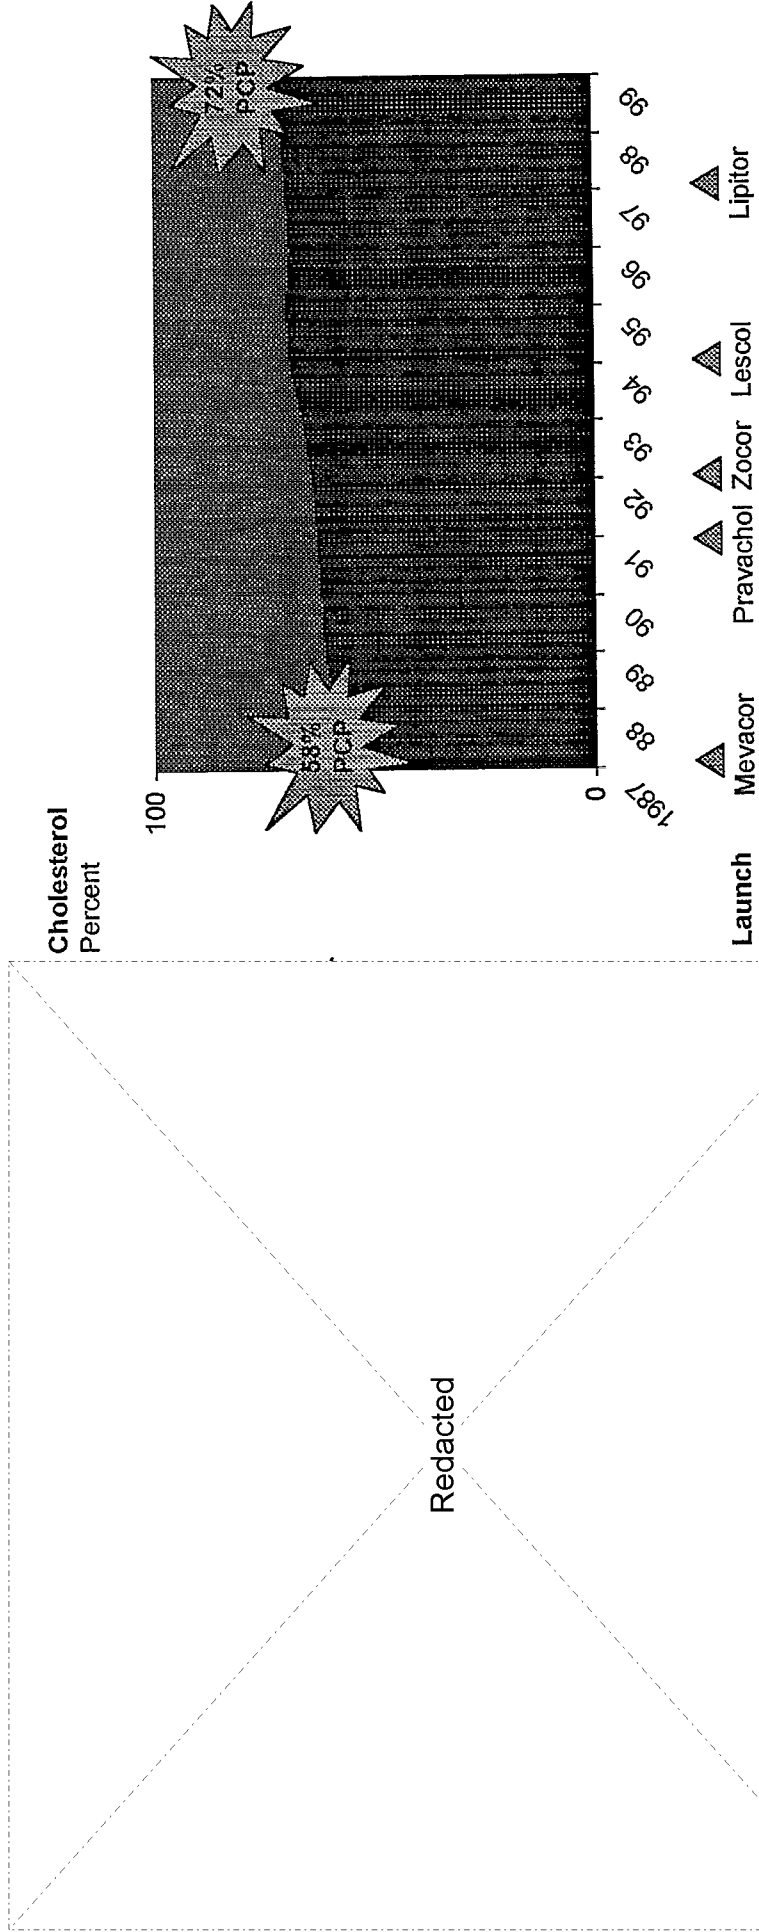 Redacted
Cholesterol
Percent
100
58%
PCP
72%
PCP
0
1987 88 89 90 91 92 93 94 95 96 97 98 99
Launch Mevacor Pravachol Zocor Lescol Lipitor